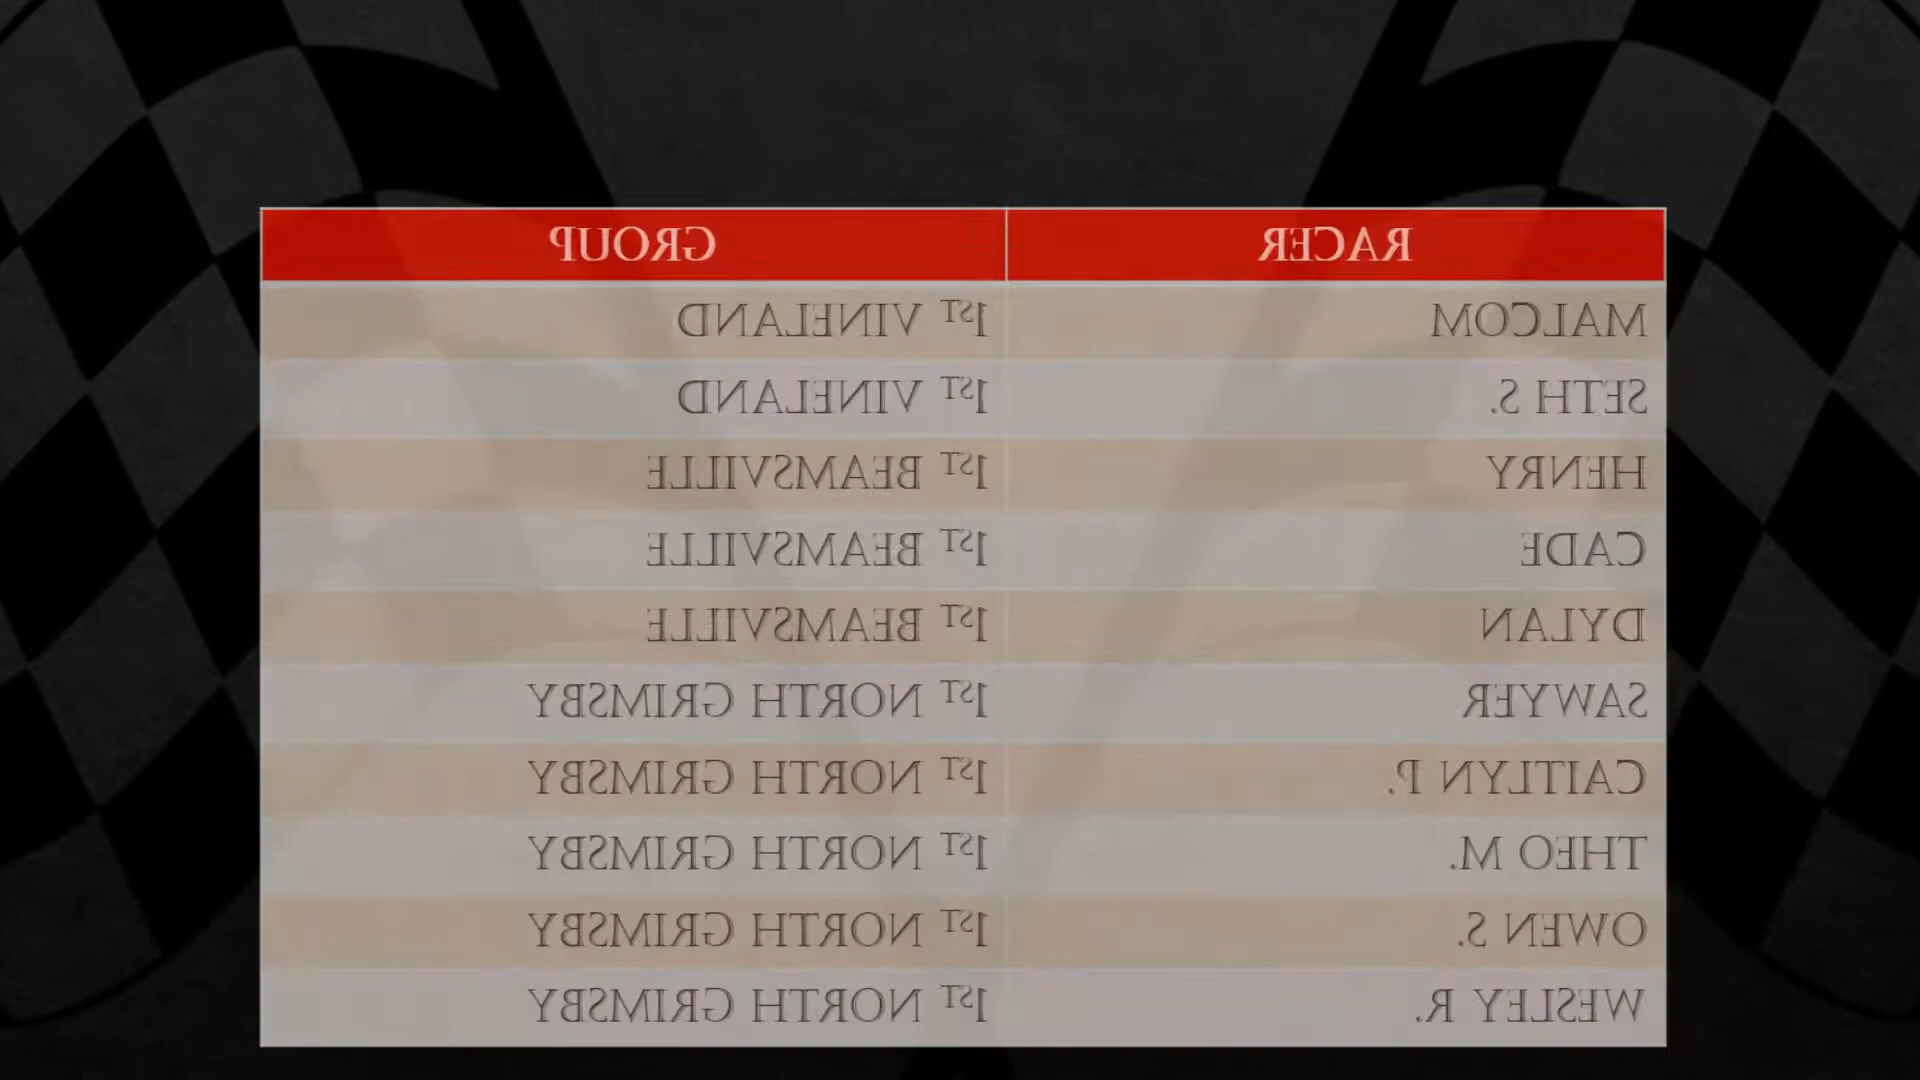 RACER GROUP
MALCOM 1ST VINELAND
SETH S. 1ST VINELAND
HENRY 1ST BEAMSVILLE
CADE 1ST BEAMSVILLE
DYLAN 1ST BEAMSVILLE
SAWYER 1ST NORTH GRIMSBY
CAITLYN P. 1ST NORTH GRIMSBY
THEO M. 1ST NORTH GRIMSBY
OWEN S. 1ST NORTH GRIMSBY
WESLEY R. 1ST NORTH GRIMSBY